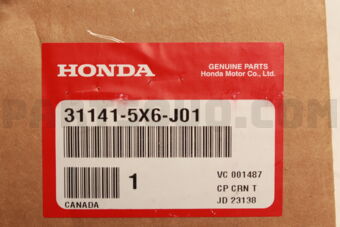 HONDA
GENUINE PARTS
Honda Motor Co., Ltd.
31141-5X6-J01
1
VC 001487
CP CRN T
JD 23138
CANADA